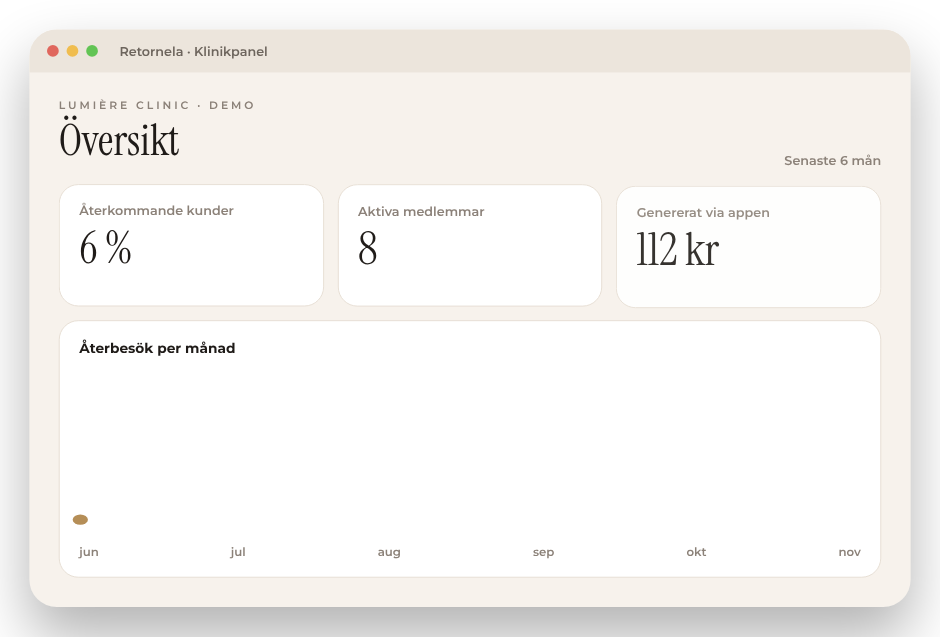 Retornela · Klinikpanel
LUMIÈRE CLINIC · DEMO
Översikt
Senaste 6 mån
Återkommande kunder
6 %
Aktiva medlemmar
8
Genererat via appen
112 kr
Återbesök per månad
jun jul aug sep okt nov